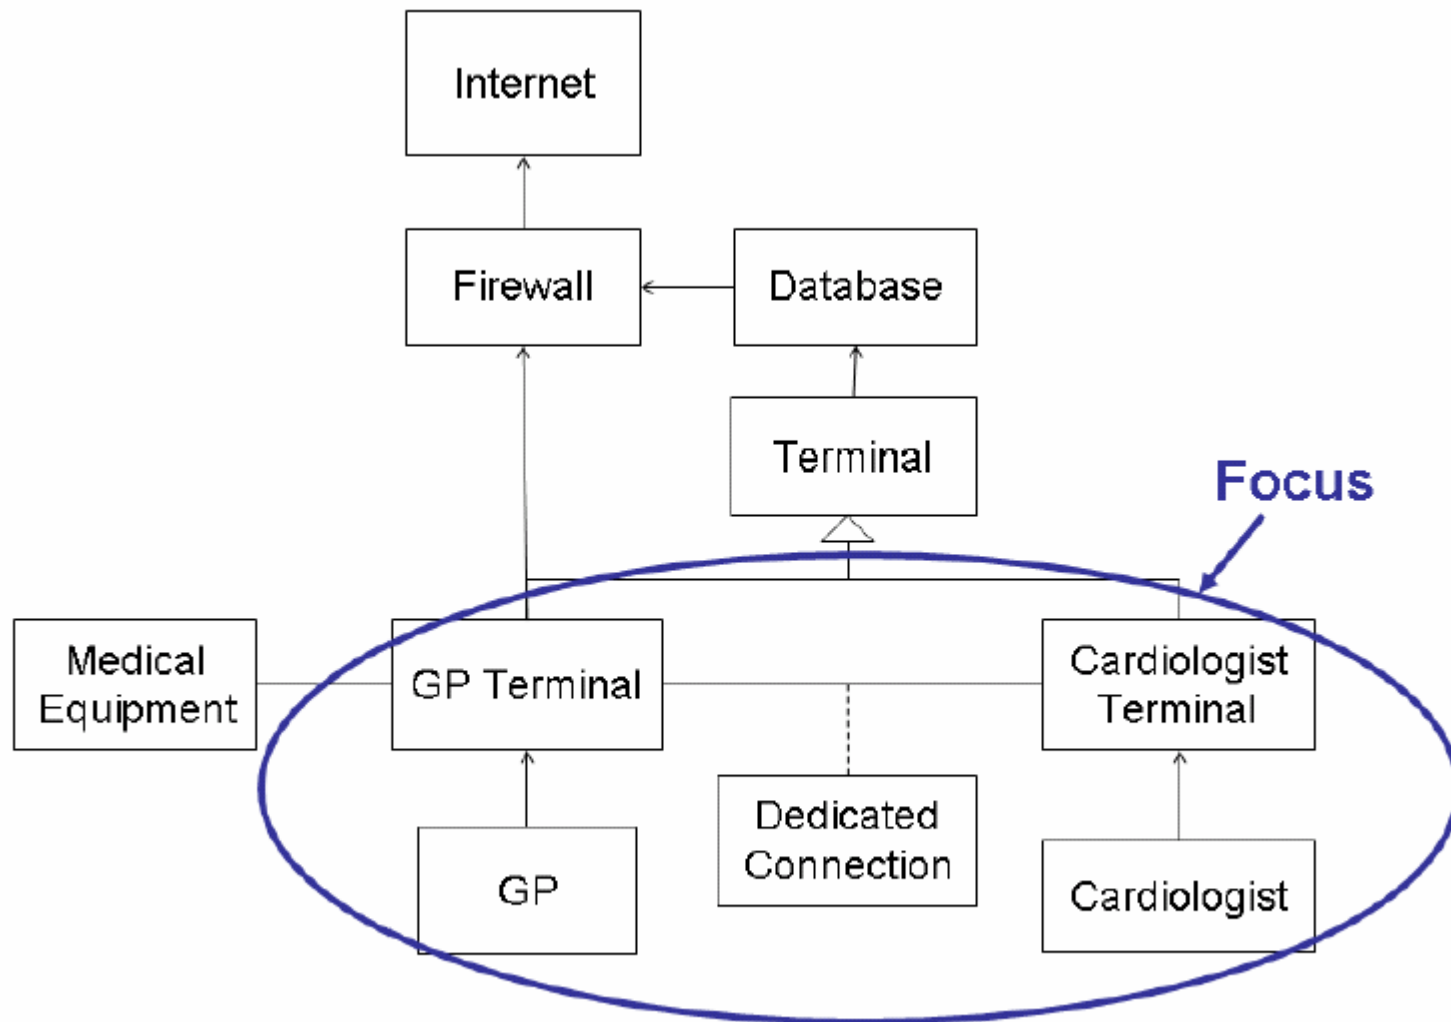 Internet
Firewall
Database
Terminal
Focus
Medical
Equipment
GP Terminal
Cardiologist
Terminal
Dedicated
Connection
GP
Cardiologist